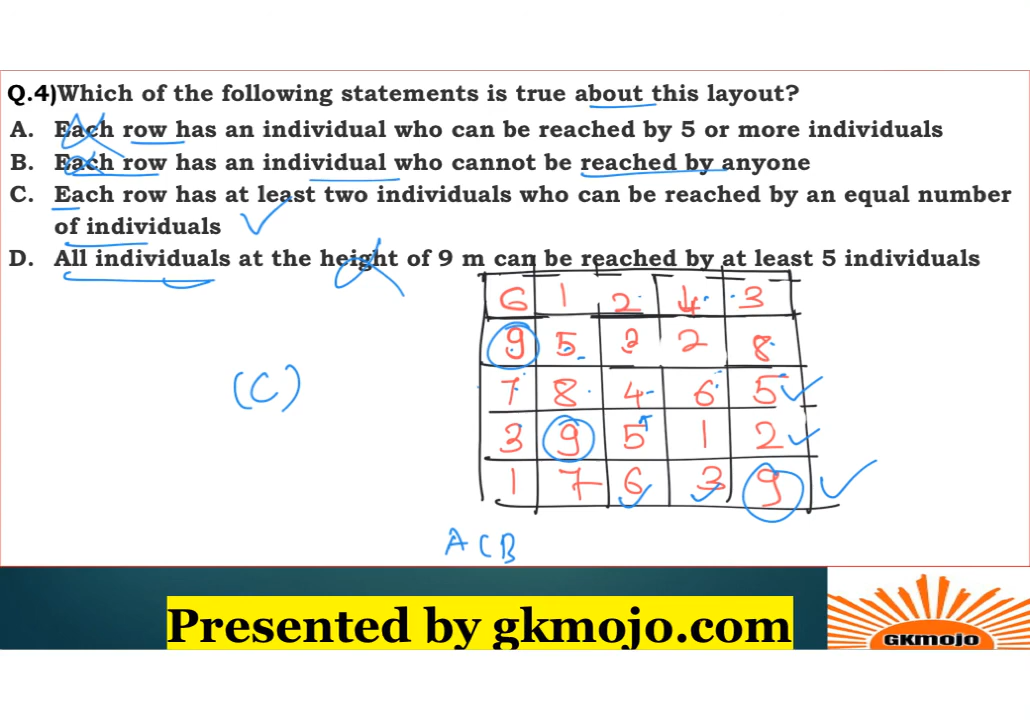 Q.4)Which of the following statements is true about this layout?
A. Each row has an individual who can be reached by 5 or more individuals
B. Each row has an individual who cannot be reached by anyone
C. Each row has at least two individuals who can be reached by an equal number
of individuals
D. All individuals at the height of 9 m can be reached by at least 5 individuals
6 1 2 4 3
9 5 3 2 8
(C)
7 8 4 6 5
3 9 5 1 2
1 7 6 3 9
A C B
Presented by gkmojo.com
GKmojo